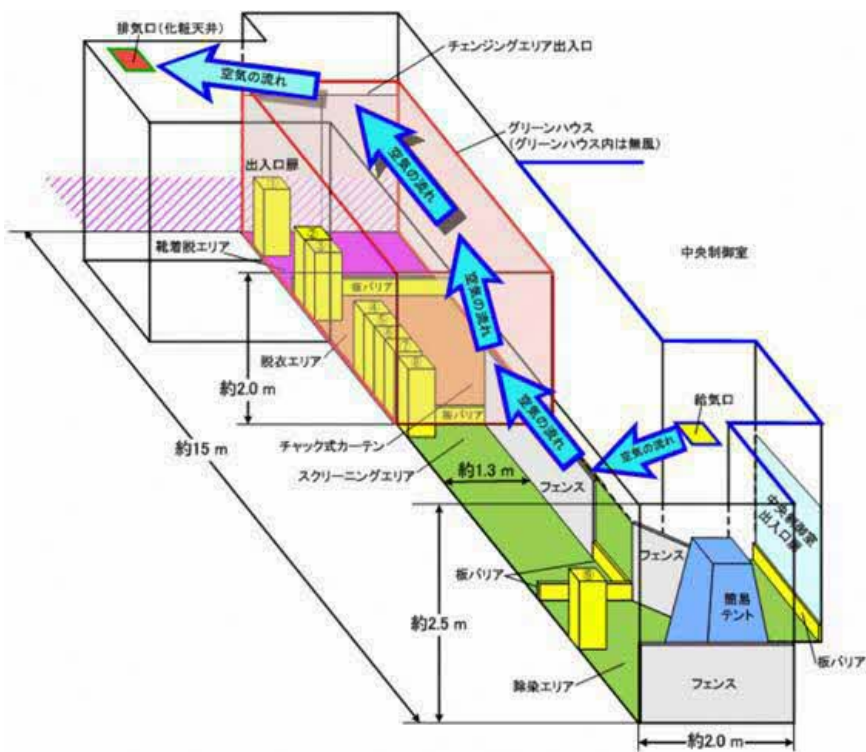 排気口(化粧天井)
空気の流れ
チェンジングエリア出入口
グリーンハウス
(グリーンハウス内は無風)
空気の流れ
出入口扉
中央制御室
靴着脱エリア
板バリア
空気の流れ
脱衣エリア
約2.0 m
給気口
板バリア
空気の流れ
空気の流れ
約15 m
チャック式カーテン
スクリーニングエリア
約1.3 m
フェンス
中央制御室
出入口扉
フェンス
板バリア
簡易
テント
約2.5 m
板バリア
除染エリア
フェンス
約2.0 m